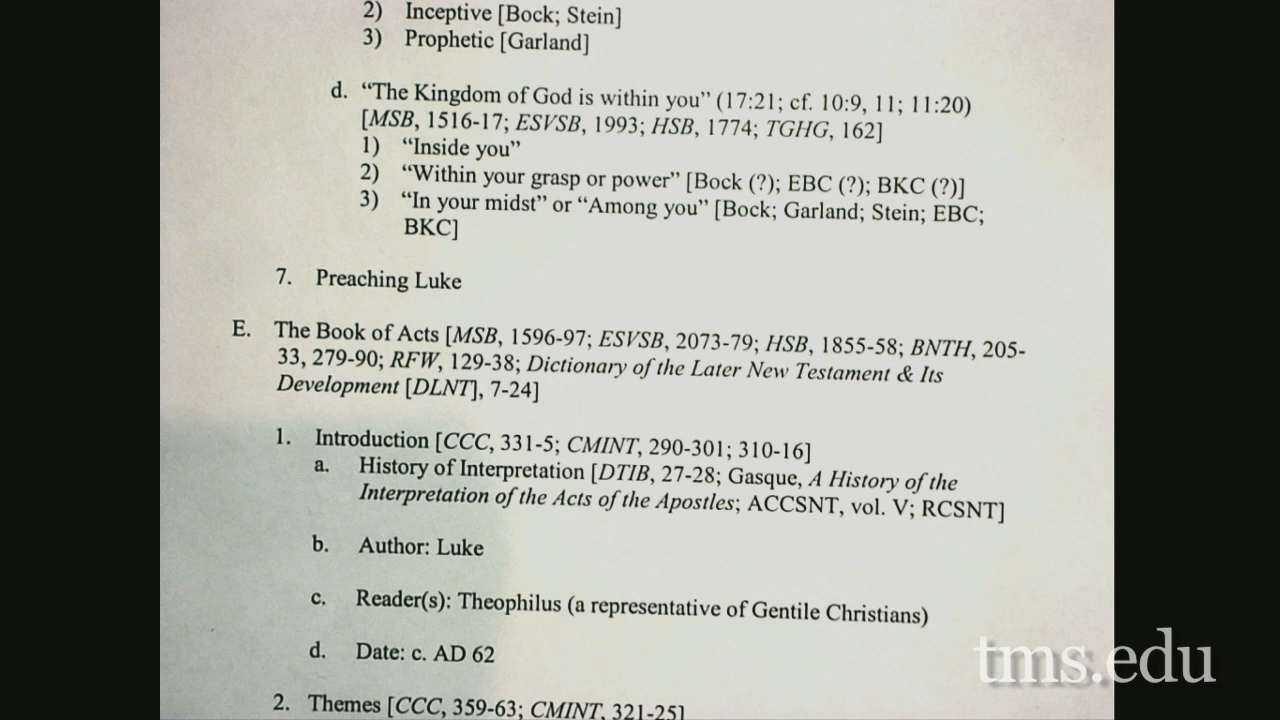 2) Inceptive [Bock; Stein]
3) Prophetic [Garland]
d. “The Kingdom of God is within you” (17:21; cf. 10:9, 11; 11:20)
[MSB, 1516-17; ESVSB, 1993; HSB, 1774; TGHG, 162]
1) “Inside you”
2) “Within your grasp or power” [Bock (?); EBC (?); BKC (?)]
3) “In your midst” or “Among you” [Bock; Garland; Stein; EBC;
BKC]
7. Preaching Luke
E. The Book of Acts [MSB, 1596-97; ESVSB, 2073-79; HSB, 1855-58; BNTH, 205-
33, 279-90; RFW, 129-38; Dictionary of the Later New Testament & Its
Development [DLNT], 7-24]
1. Introduction [CCC, 331-5; CMINT, 290-301; 310-16]
a. History of Interpretation [DTIB, 27-28; Gasque, A History of the
Interpretation of the Acts of the Apostles; ACCSNT, vol. V; RCSNT]
b. Author: Luke
c. Reader(s): Theophilus (a representative of Gentile Christians)
d. Date: c. AD 62
tms.edu
2. Themes [CCC, 359-63; CMINT, 321-25]